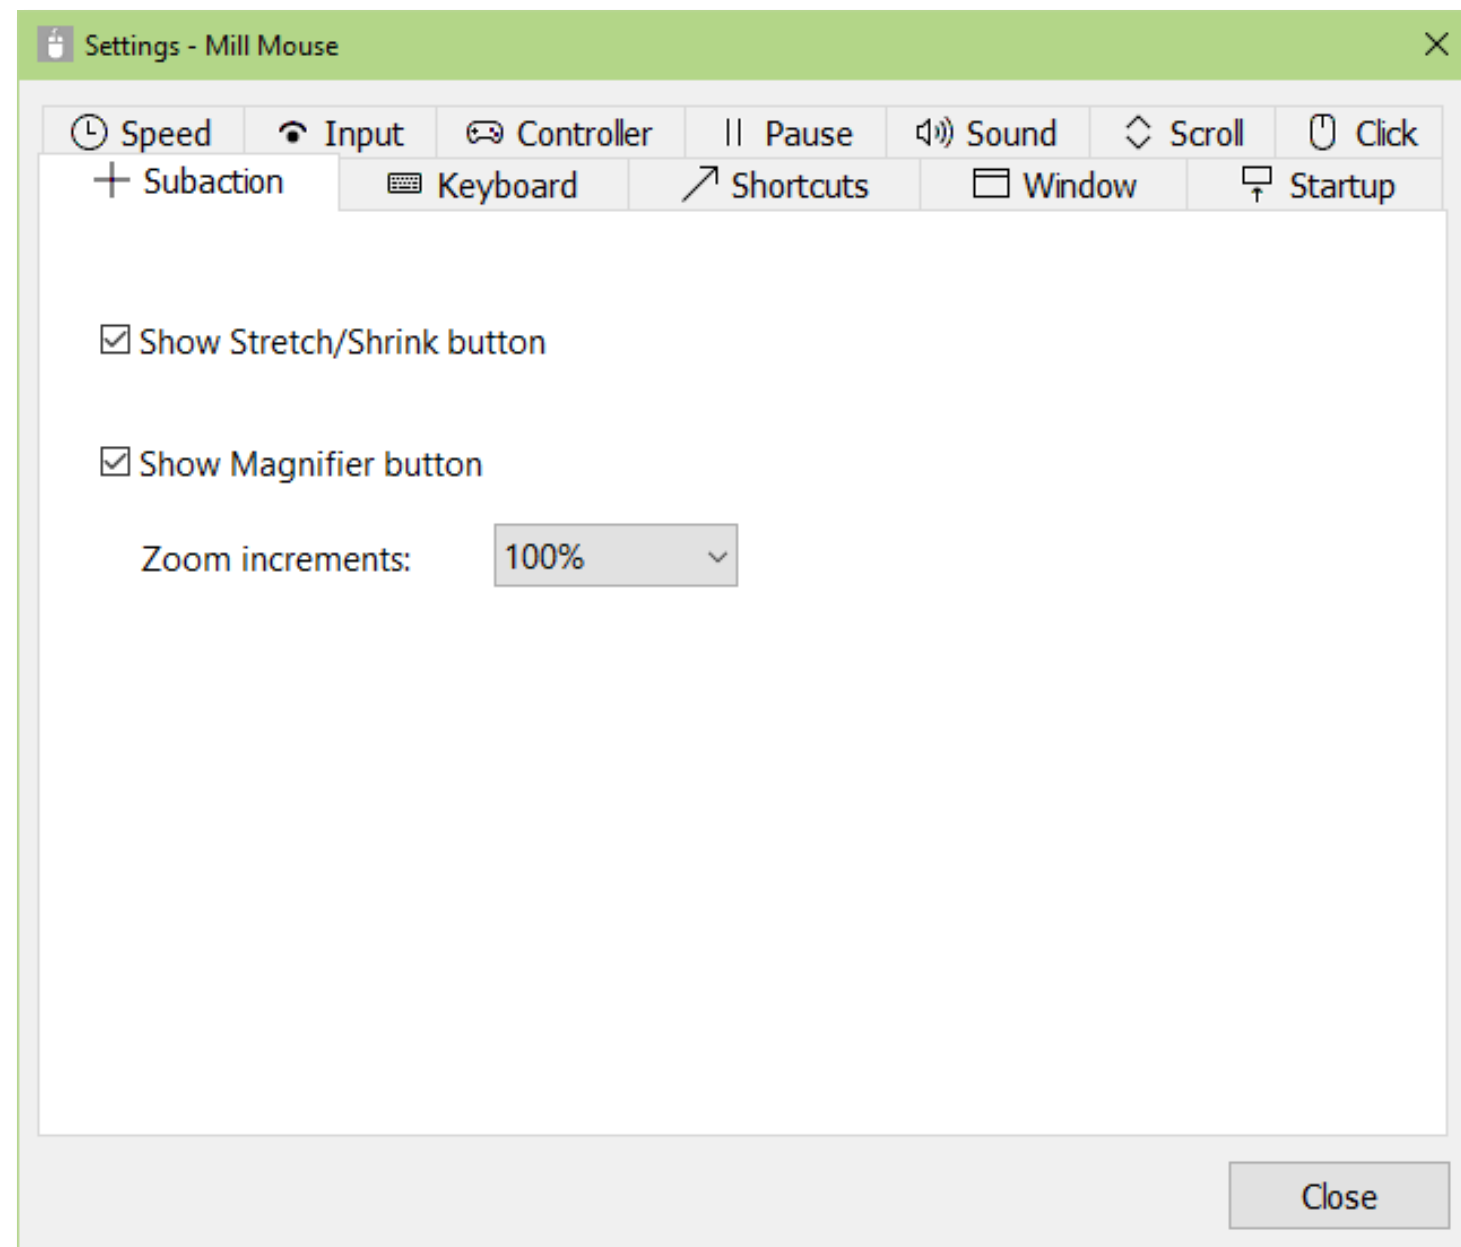 Settings - Mill Mouse
Speed Input Controller Pause Sound Scroll Click
Subaction Keyboard Shortcuts Window Startup
Show Stretch/Shrink button
Show Magnifier button
Zoom increments: 100%
Close